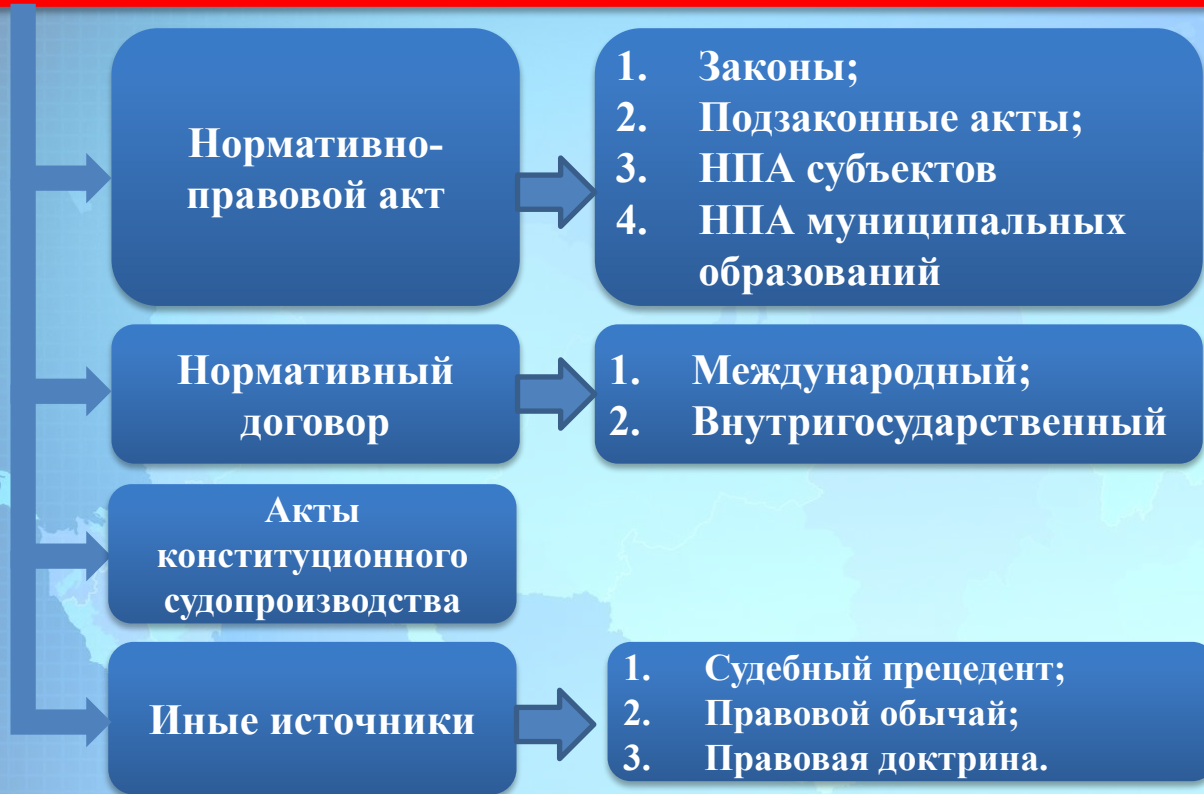 Нормативно-
правовой акт
1. Законы;
2. Подзаконные акты;
3. НПА субъектов
4. НПА муниципальных
образований
Нормативный
договор
1. Международный;
2. Внутригосударственный
Акты
конституционного
судопроизводства
Иные источники
1. Судебный прецедент;
2. Правовой обычай;
3. Правовая доктрина.